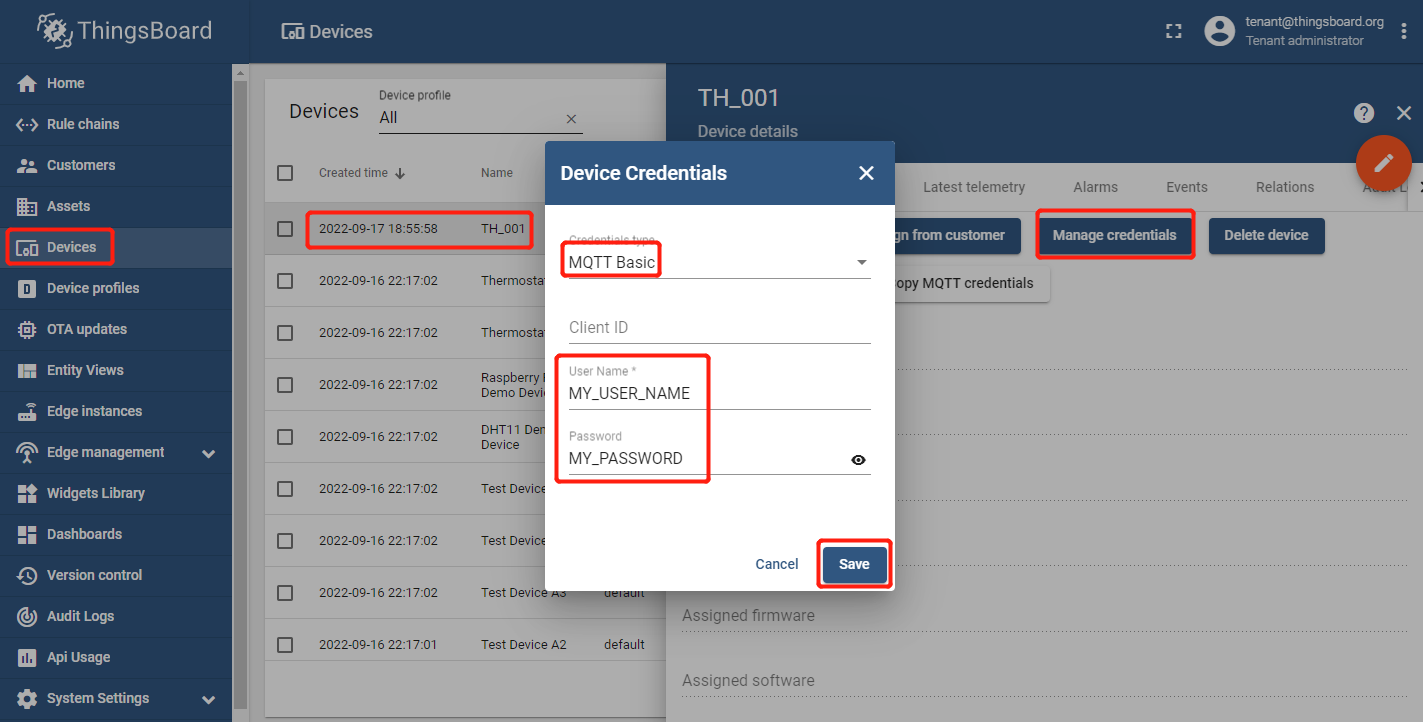 ThingsBoard
Devices
tenant@thingsboard.org
Tenant administrator
Home
Rule chains
Customers
Assets
Devices
Device profiles
OTA updates
Entity Views
Edge instances
Edge management
Widgets Library
Dashboards
Version control
Audit Logs
Api Usage
System Settings
Devices
Device profile
All
Created time
Name
2022-09-17 18:55:58 TH_001
2022-09-16 22:17:02 Thermosta
2022-09-16 22:17:02 Thermosta
2022-09-16 22:17:02 Raspberry
Demo Devi
2022-09-16 22:17:02 DHT11 Den
Device
2022-09-16 22:17:02 Test Device
2022-09-16 22:17:02 Test Device
2022-09-16 22:17:02 Test Device A3 default
2022-09-16 22:17:01 Test Device A2 default
TH_001
Device details
Latest telemetry
Alarms
Events
Relations
Audit L
gn from customer
Manage credentials
Delete device
opy MQTT credentials
Assigned firmware
Assigned software
Device Credentials
Credentials type
MQTT Basic
Client ID
User Name *
MY_USER_NAME
Password
MY_PASSWORD
Cancel
Save